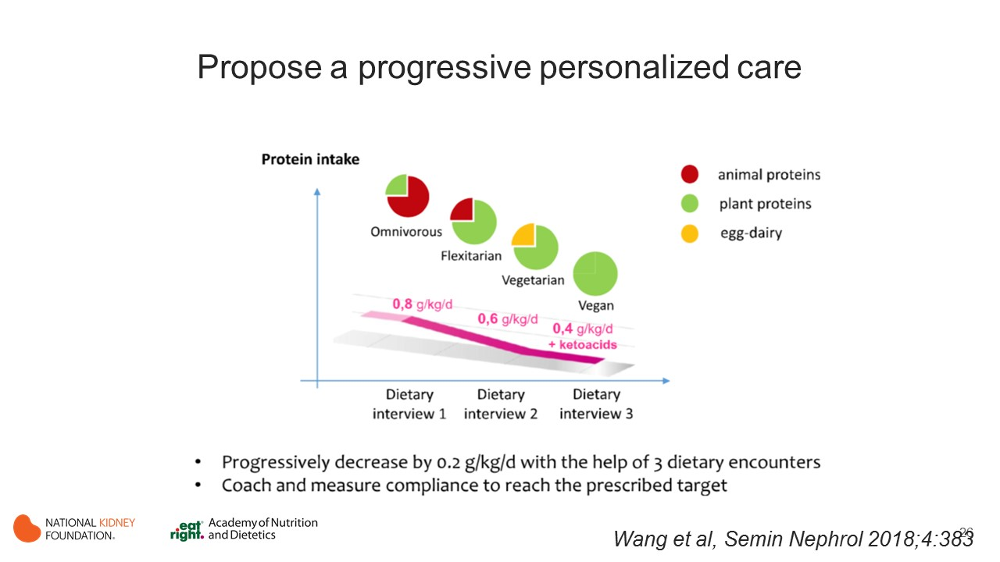 Propose a progressive personalized care
Protein intake
animal proteins
plant proteins
egg-dairy
Omnivorous
Flexitarian
Vegetarian
Vegan
0,8 g/kg/d
0,6 g/kg/d
0,4 g/kg/d
+ ketoacids
Dietary
interview 1
Dietary
interview 2
Dietary
interview 3
• Progressively decrease by 0.2 g/kg/d with the help of 3 dietary encounters
• Coach and measure compliance to reach the prescribed target
NATIONAL KIDNEY
FOUNDATION®
eat
right.
Academy of Nutrition
and Dietetics
Wang et al, Semin Nephrol 2018;4:383
26